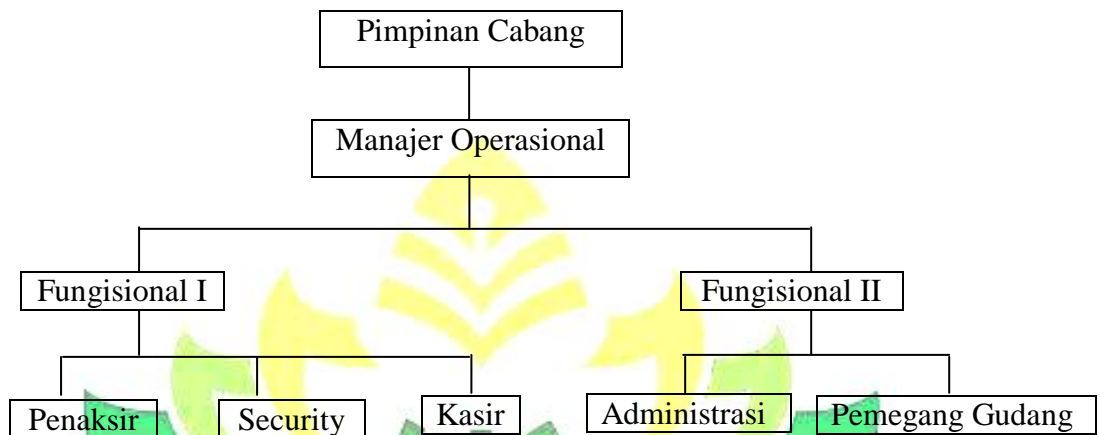 Pimpinan Cabang
Manajer Operasional
Fungisional I
Fungisional II
Penaksir
Security
Kasir
Administrasi
Pemegang Gudang